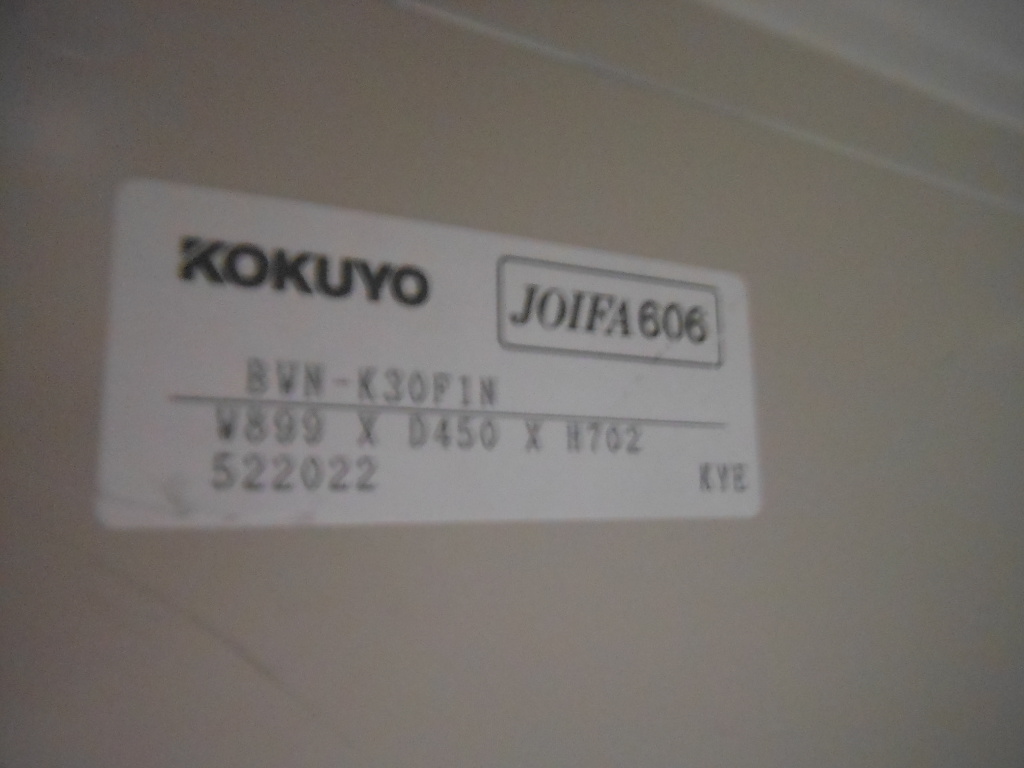 KOKUYO
JOIFA606
BWN-K30F1N
W899 X D450 X H702
522022
KYE